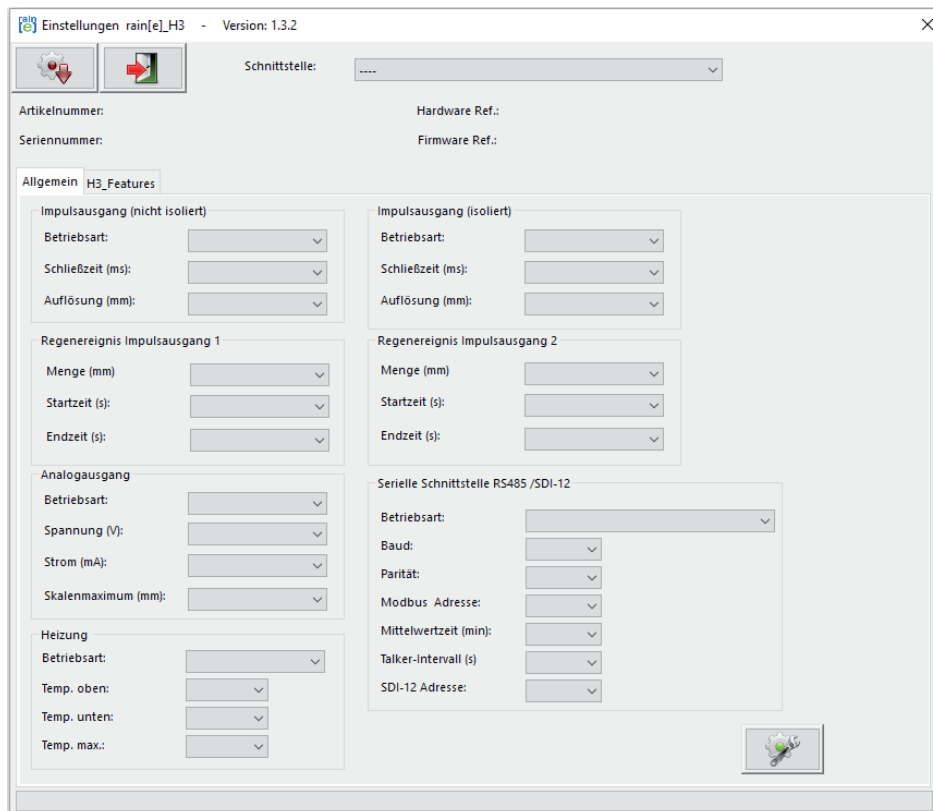 [rain[e] Einstellungen rain[e]_H3 - Version: 1.3.2
Schnittstelle: ----
Artikelnummer: Hardware Ref.:
Seriennummer: Firmware Ref.:
Allgemein H3_Features
Impulsausgang (nicht isoliert)
Betriebsart:
Schließzeit (ms):
Auflösung (mm):
Impulsausgang (isoliert)
Betriebsart:
Schließzeit (ms):
Auflösung (mm):
Regenereignis Impulsausgang 1
Menge (mm)
Startzeit (s):
Endzeit (s):
Regenereignis Impulsausgang 2
Menge (mm)
Startzeit (s):
Endzeit (s):
Analogausgang
Betriebsart:
Spannung (V):
Strom (mA):
Skalenmaximum (mm):
Serielle Schnittstelle RS485 /SDI-12
Betriebsart:
Baud:
Parität:
Modbus Adresse:
Mittelwertzeit (min):
Talker-Intervall (s)
SDI-12 Adresse:
Heizung
Betriebsart:
Temp. oben:
Temp. unten:
Temp. max.: